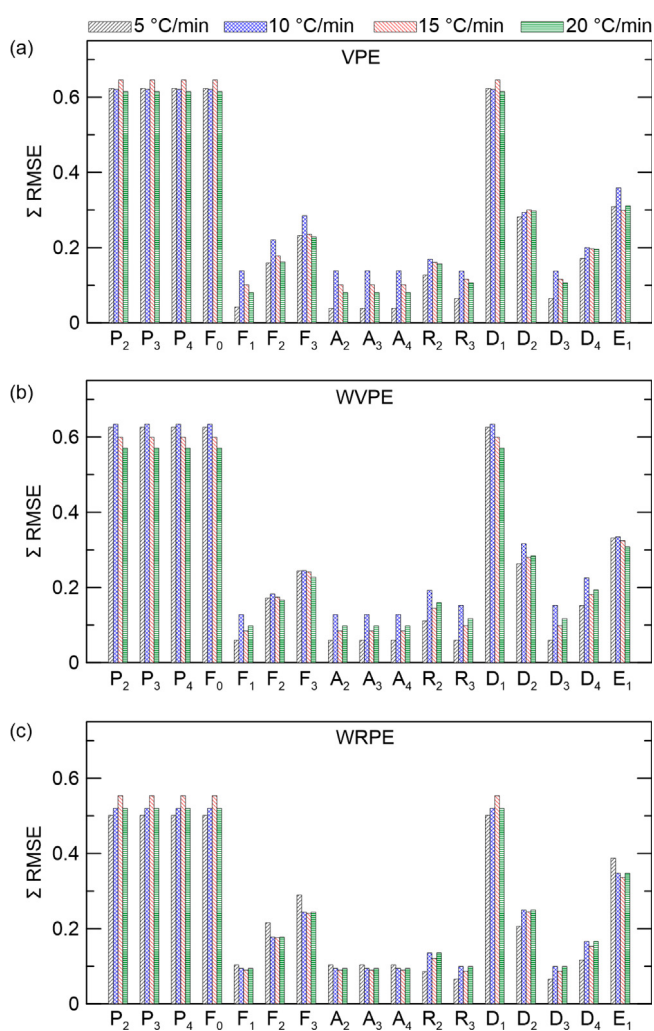 5 °C/min 10 °C/min 15 °C/min 20 °C/min
(a) VPE
Σ RMSE
0.6
0.4
0.2
0
P₂ P₃ P₄ F₀ F₁ F₂ F₃ A₂ A₃ A₄ R₂ R₃ D₁ D₂ D₃ D₄ E₁
(b) WVPE
Σ RMSE
0.6
0.4
0.2
0
P₂ P₃ P₄ F₀ F₁ F₂ F₃ A₂ A₃ A₄ R₂ R₃ D₁ D₂ D₃ D₄ E₁
(c) WRPE
Σ RMSE
0.6
0.4
0.2
0
P₂ P₃ P₄ F₀ F₁ F₂ F₃ A₂ A₃ A₄ R₂ R₃ D₁ D₂ D₃ D₄ E₁